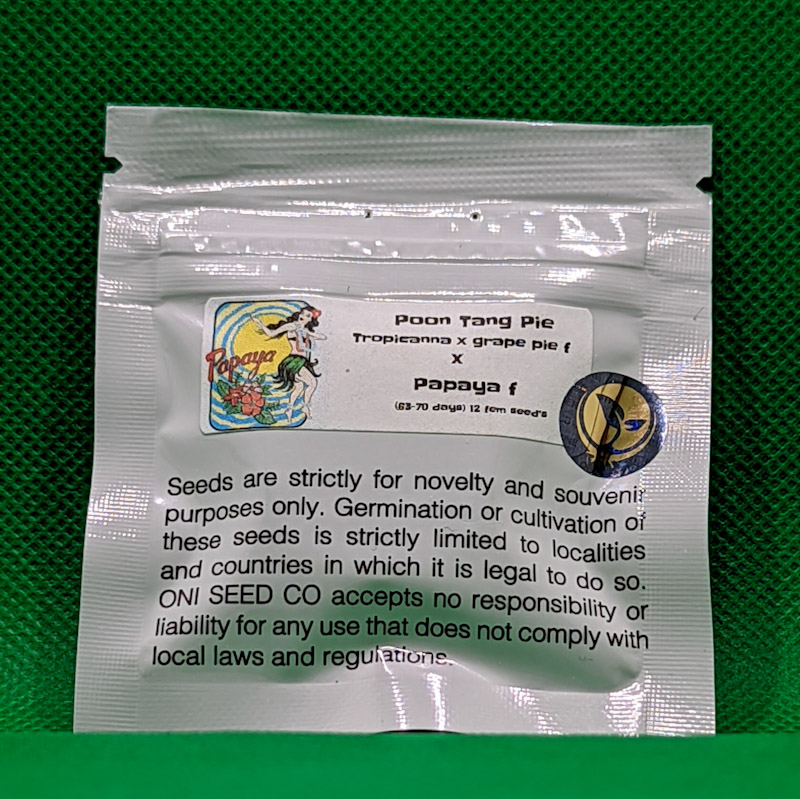 Papaya
Poon Tang Pie
Tropicanna x grape pie f
x
Papaya f
(63-70 days) 12 fem seed's
Seeds are strictly for novelty and souvenir
purposes only. Germination or cultivation of
these seeds is strictly limited to localities
and countries in which it is legal to do so.
ONI SEED CO accepts no responsibility or
liability for any use that does not comply with
local laws and regulations.